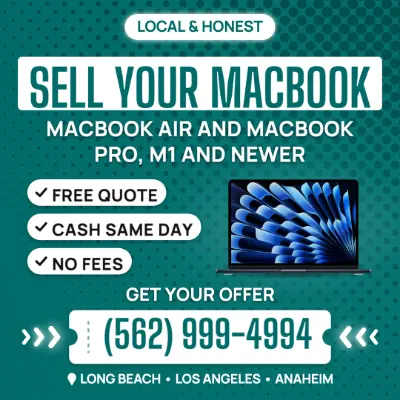 LOCAL & HONEST
SELL YOUR MACBOOK
MACBOOK AIR AND MACBOOK
PRO, M1 AND NEWER
FREE QUOTE
CASH SAME DAY
NO FEES
GET YOUR OFFER
(562) 999-4994
LONG BEACH • LOS ANGELES • ANAHEIM